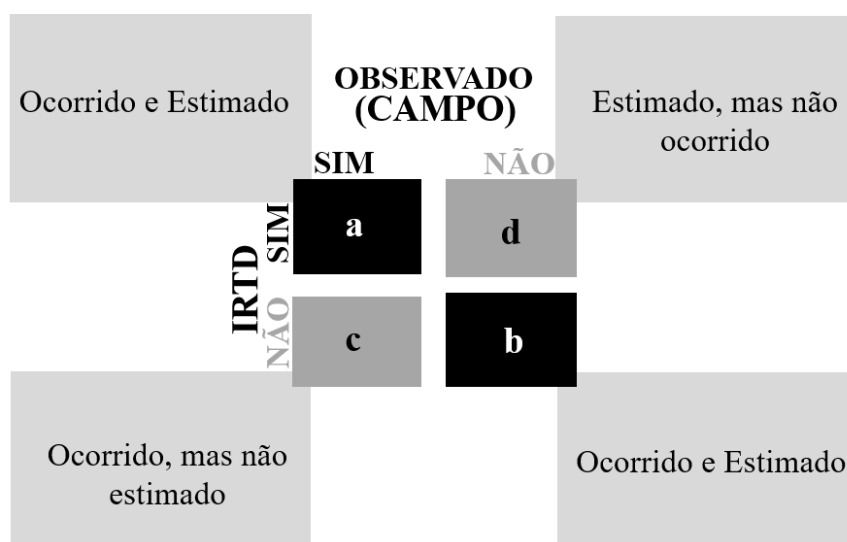 Ocorrido e Estimado
OBSERVADO
(CAMPO)
Estimado, mas não
ocorrido
SIM
NÃO
IRTD
SIM
a
d
NÃO
c
b
Ocorrido, mas não
estimado
Ocorrido e Estimado